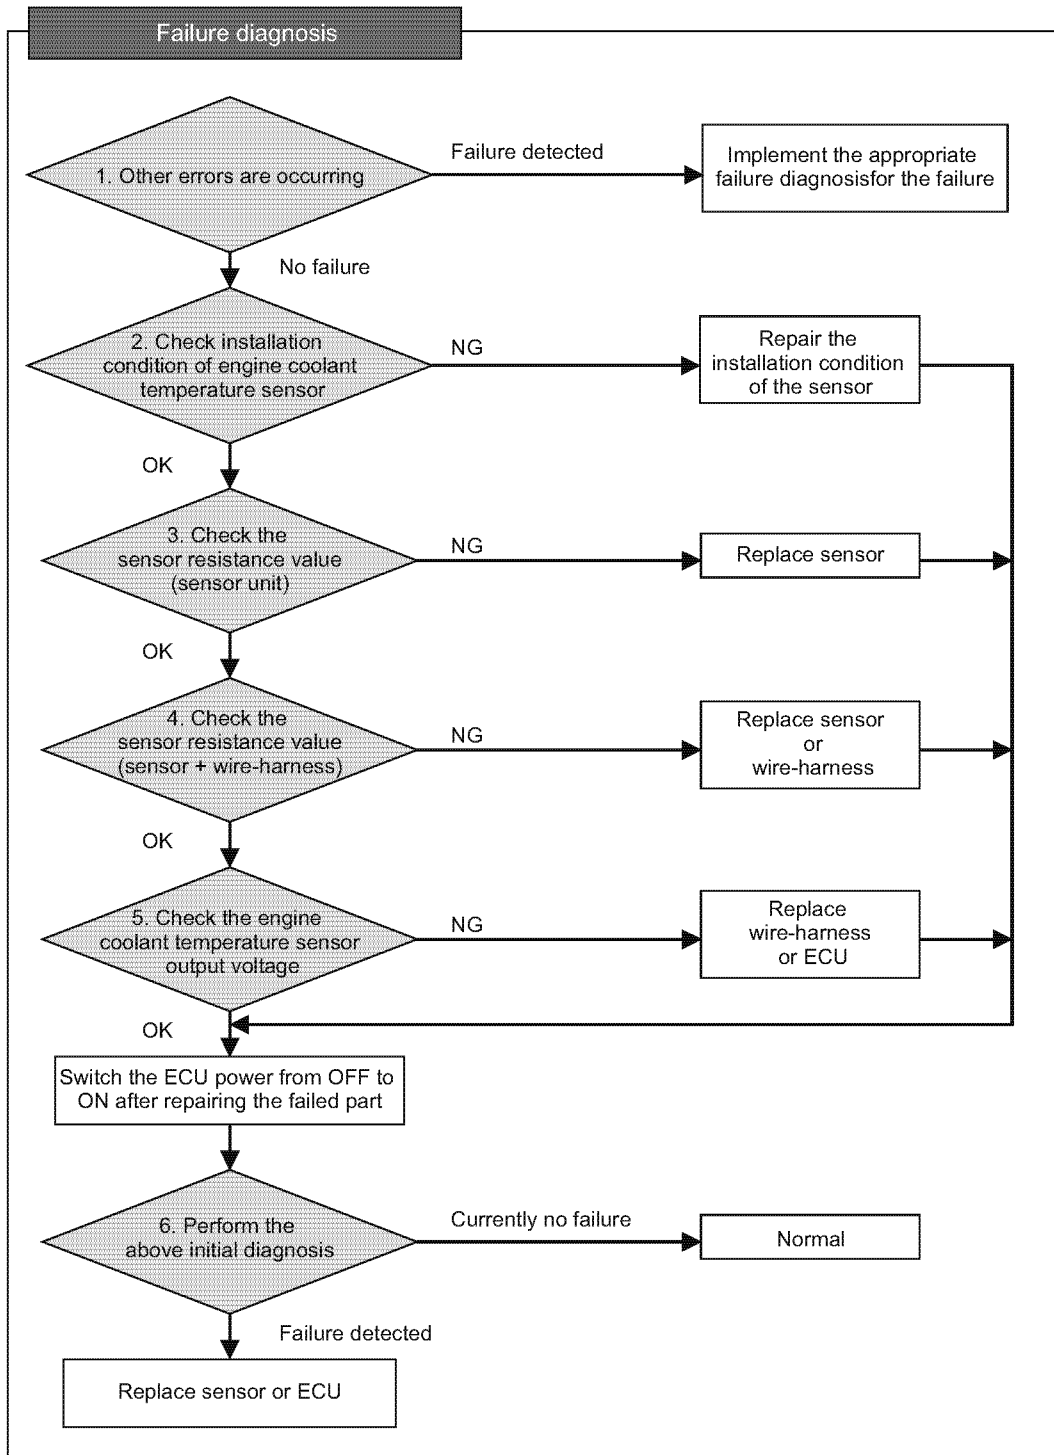 Failure diagnosis
1. Other errors are occurring
Failure detected
Implement the appropriate
failure diagnosisfor the failure
No failure
2. Check installation
condition of engine coolant
temperature sensor
NG
Repair the
installation condition
of the sensor
OK
3. Check the
sensor resistance value
(sensor unit)
NG
Replace sensor
OK
4. Check the
sensor resistance value
(sensor + wire-harness)
NG
Replace sensor
or
wire-harness
OK
5. Check the engine
coolant temperature sensor
output voltage
NG
Replace
wire-harness
or ECU
OK
Switch the ECU power from OFF to
ON after repairing the failed part
6. Perform the
above initial diagnosis
Currently no failure
Normal
Failure detected
Replace sensor or ECU